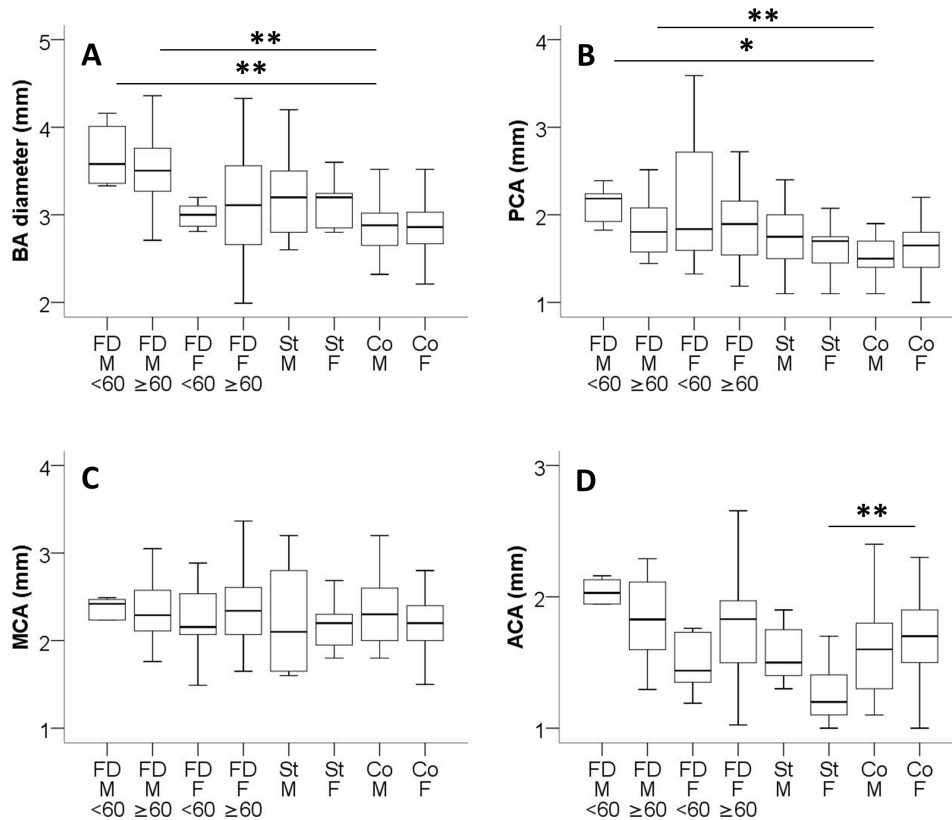 A
**
**
BA diameter (mm)
5
4
3
2
FD FD FD FD St St Co Co
M M F F M F M F
<60 ≥60 <60 ≥60
B
**
*
PCA (mm)
4
3
2
1
FD FD FD FD St St Co Co
M M F F M F M F
<60 ≥60 <60 ≥60
C
MCA (mm)
4
3
2
1
FD FD FD FD St St Co Co
M M F F M F M F
<60 ≥60 <60 ≥60
D
**
ACA (mm)
3
2
1
FD FD FD FD St St Co Co
M M F F M F M F
<60 ≥60 <60 ≥60